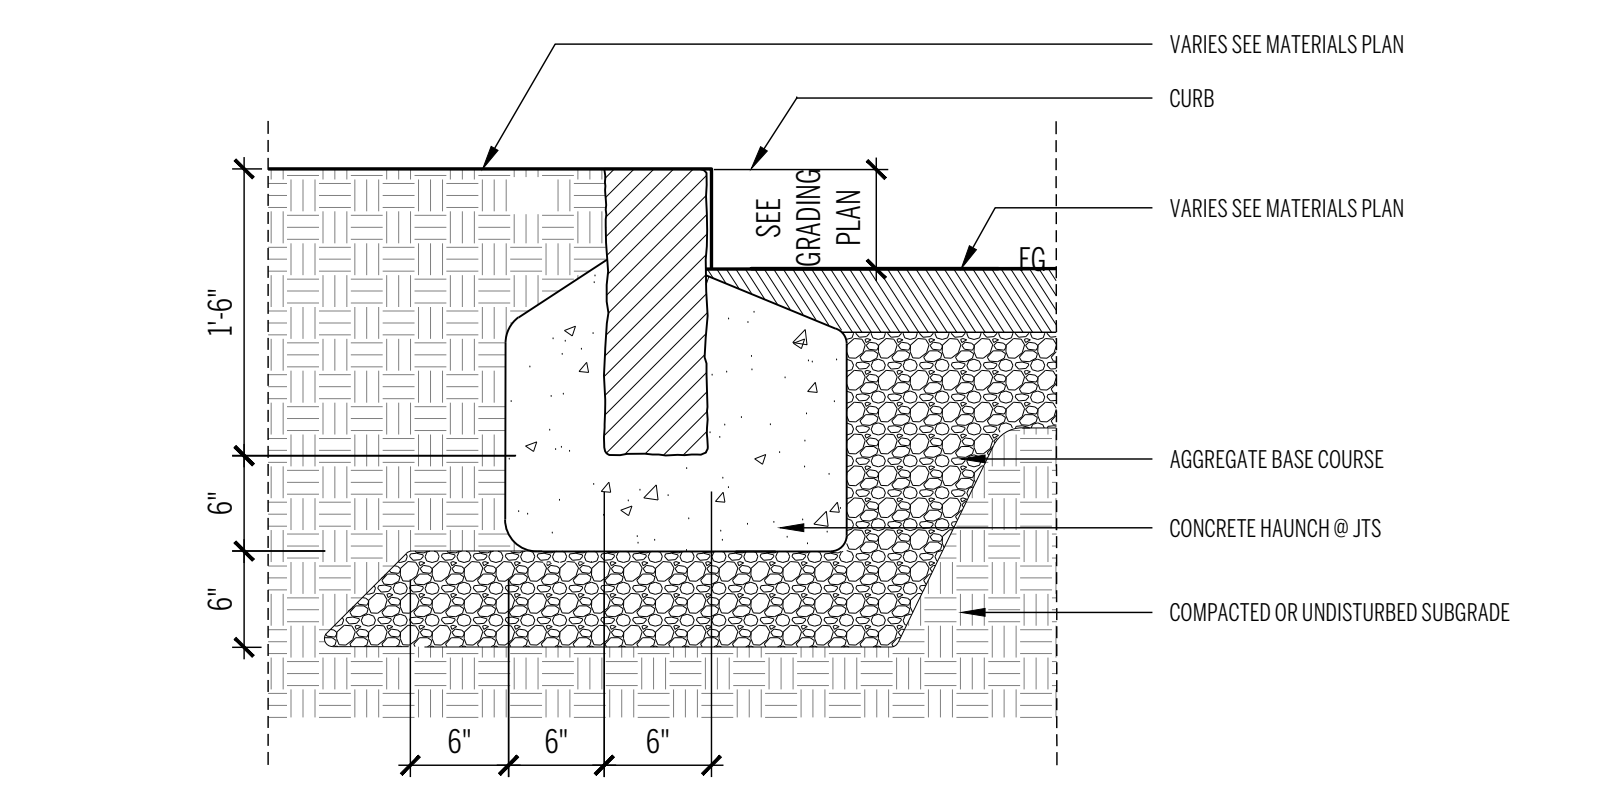 VARIES SEE MATERIALS PLAN
CURB
SEE
GRADING
PLAN
VARIES SEE MATERIALS PLAN
FG
1'-6"
AGGREGATE BASE COURSE
6"
CONCRETE HAUNCH @ JTS
6"
COMPACTED OR UNDISTURBED SUBGRADE
6" 6" 6"